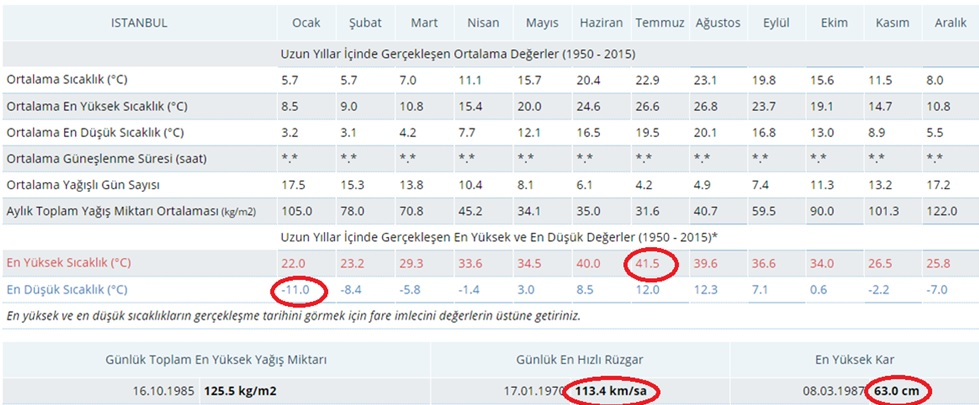 ISTANBUL Ocak Şubat Mart Nisan Mayıs Haziran Temmuz Ağustos Eylül Ekim Kasım Aralık
Uzun Yıllar İçinde Gerçekleşen Ortalama Değerler (1950 - 2015)
Ortalama Sıcaklık (°C) 5.7 5.7 7.0 11.1 15.7 20.4 22.9 23.1 19.8 15.6 11.5 8.0
Ortalama En Yüksek Sıcaklık (°C) 8.5 9.0 10.8 15.4 20.0 24.6 26.6 26.8 23.7 19.1 14.7 10.8
Ortalama En Düşük Sıcaklık (°C) 3.2 3.1 4.2 7.7 12.1 16.5 19.5 20.1 16.8 13.0 8.9 5.5
Ortalama Güneşlenme Süresi (saat) *.* *.* *.* *.* *.* *.* *.* *.* *.* *.* *.* *.*
Ortalama Yağışlı Gün Sayısı 17.5 15.3 13.8 10.4 8.1 6.1 4.2 4.9 7.4 11.3 13.2 17.2
Aylık Toplam Yağış Miktarı Ortalaması (kg/m2) 105.0 78.0 70.8 45.2 34.1 35.0 31.6 40.7 59.5 90.0 101.3 122.0
Uzun Yıllar İçinde Gerçekleşen En Yüksek ve En Düşük Değerler (1950 - 2015)*
En Yüksek Sıcaklık (°C) 22.0 23.2 29.3 33.6 34.5 40.0 41.5 39.6 36.6 34.0 26.5 25.8
En Düşük Sıcaklık (°C) -11.0 -8.4 -5.8 -1.4 3.0 8.5 12.0 12.3 7.1 0.6 -2.2 -7.0
En yüksek ve en düşük sıcaklıkların gerçekleşme tarihini görmek için fare imlecini değerlerin üstüne getiriniz.
Günlük Toplam En Yüksek Yağış Miktarı Günlük En Hızlı Rüzgar En Yüksek Kar
16.10.1985 125.5 kg/m2 17.01.1970 113.4 km/sa 08.03.1987 63.0 cm